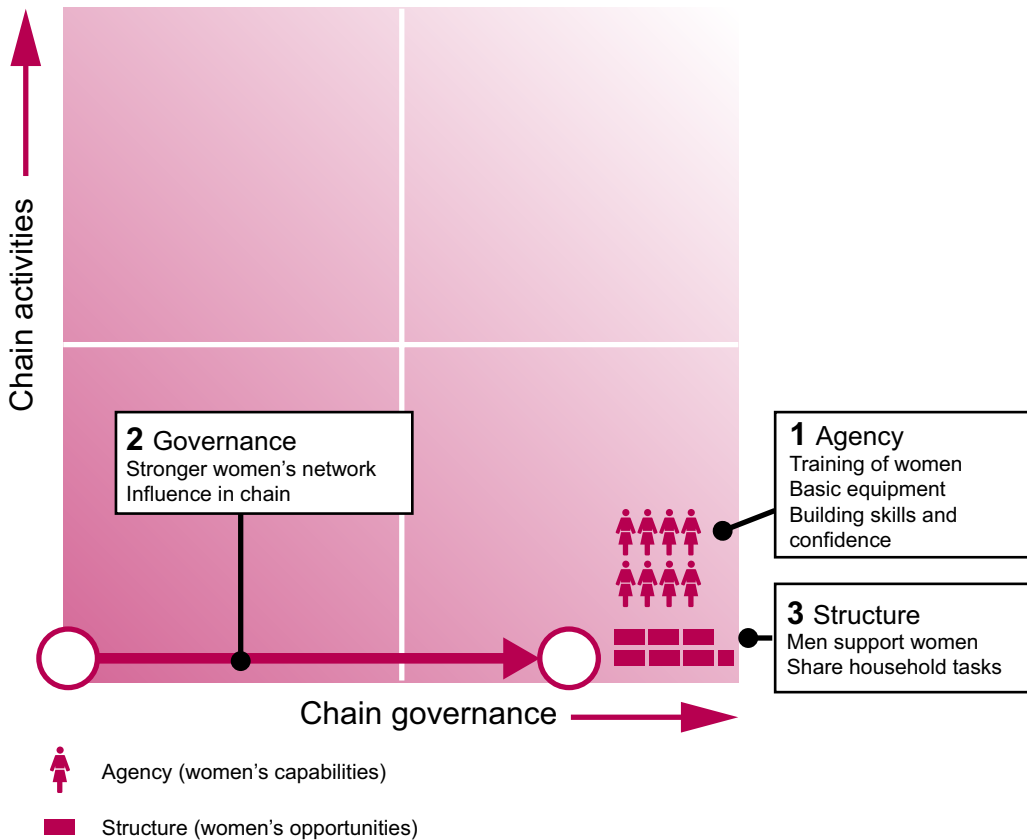 Chain activities
2 Governance
Stronger women’s network
Influence in chain
1 Agency
Training of women
Basic equipment
Building skills and
confidence
3 Structure
Men support women
Share household tasks
Chain governance
Agency (women’s capabilities)
Structure (women’s opportunities)